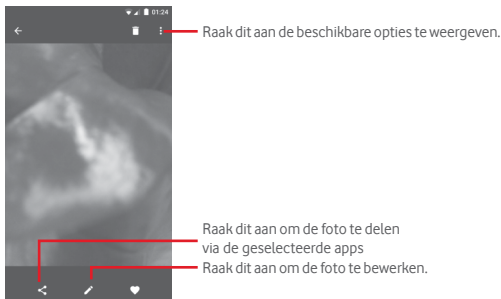 01:24
Raak dit aan de beschikbare opties te weergeven.
Raak dit aan om de foto te delen
via de geselecteerde apps
Raak dit aan om de foto te bewerken.